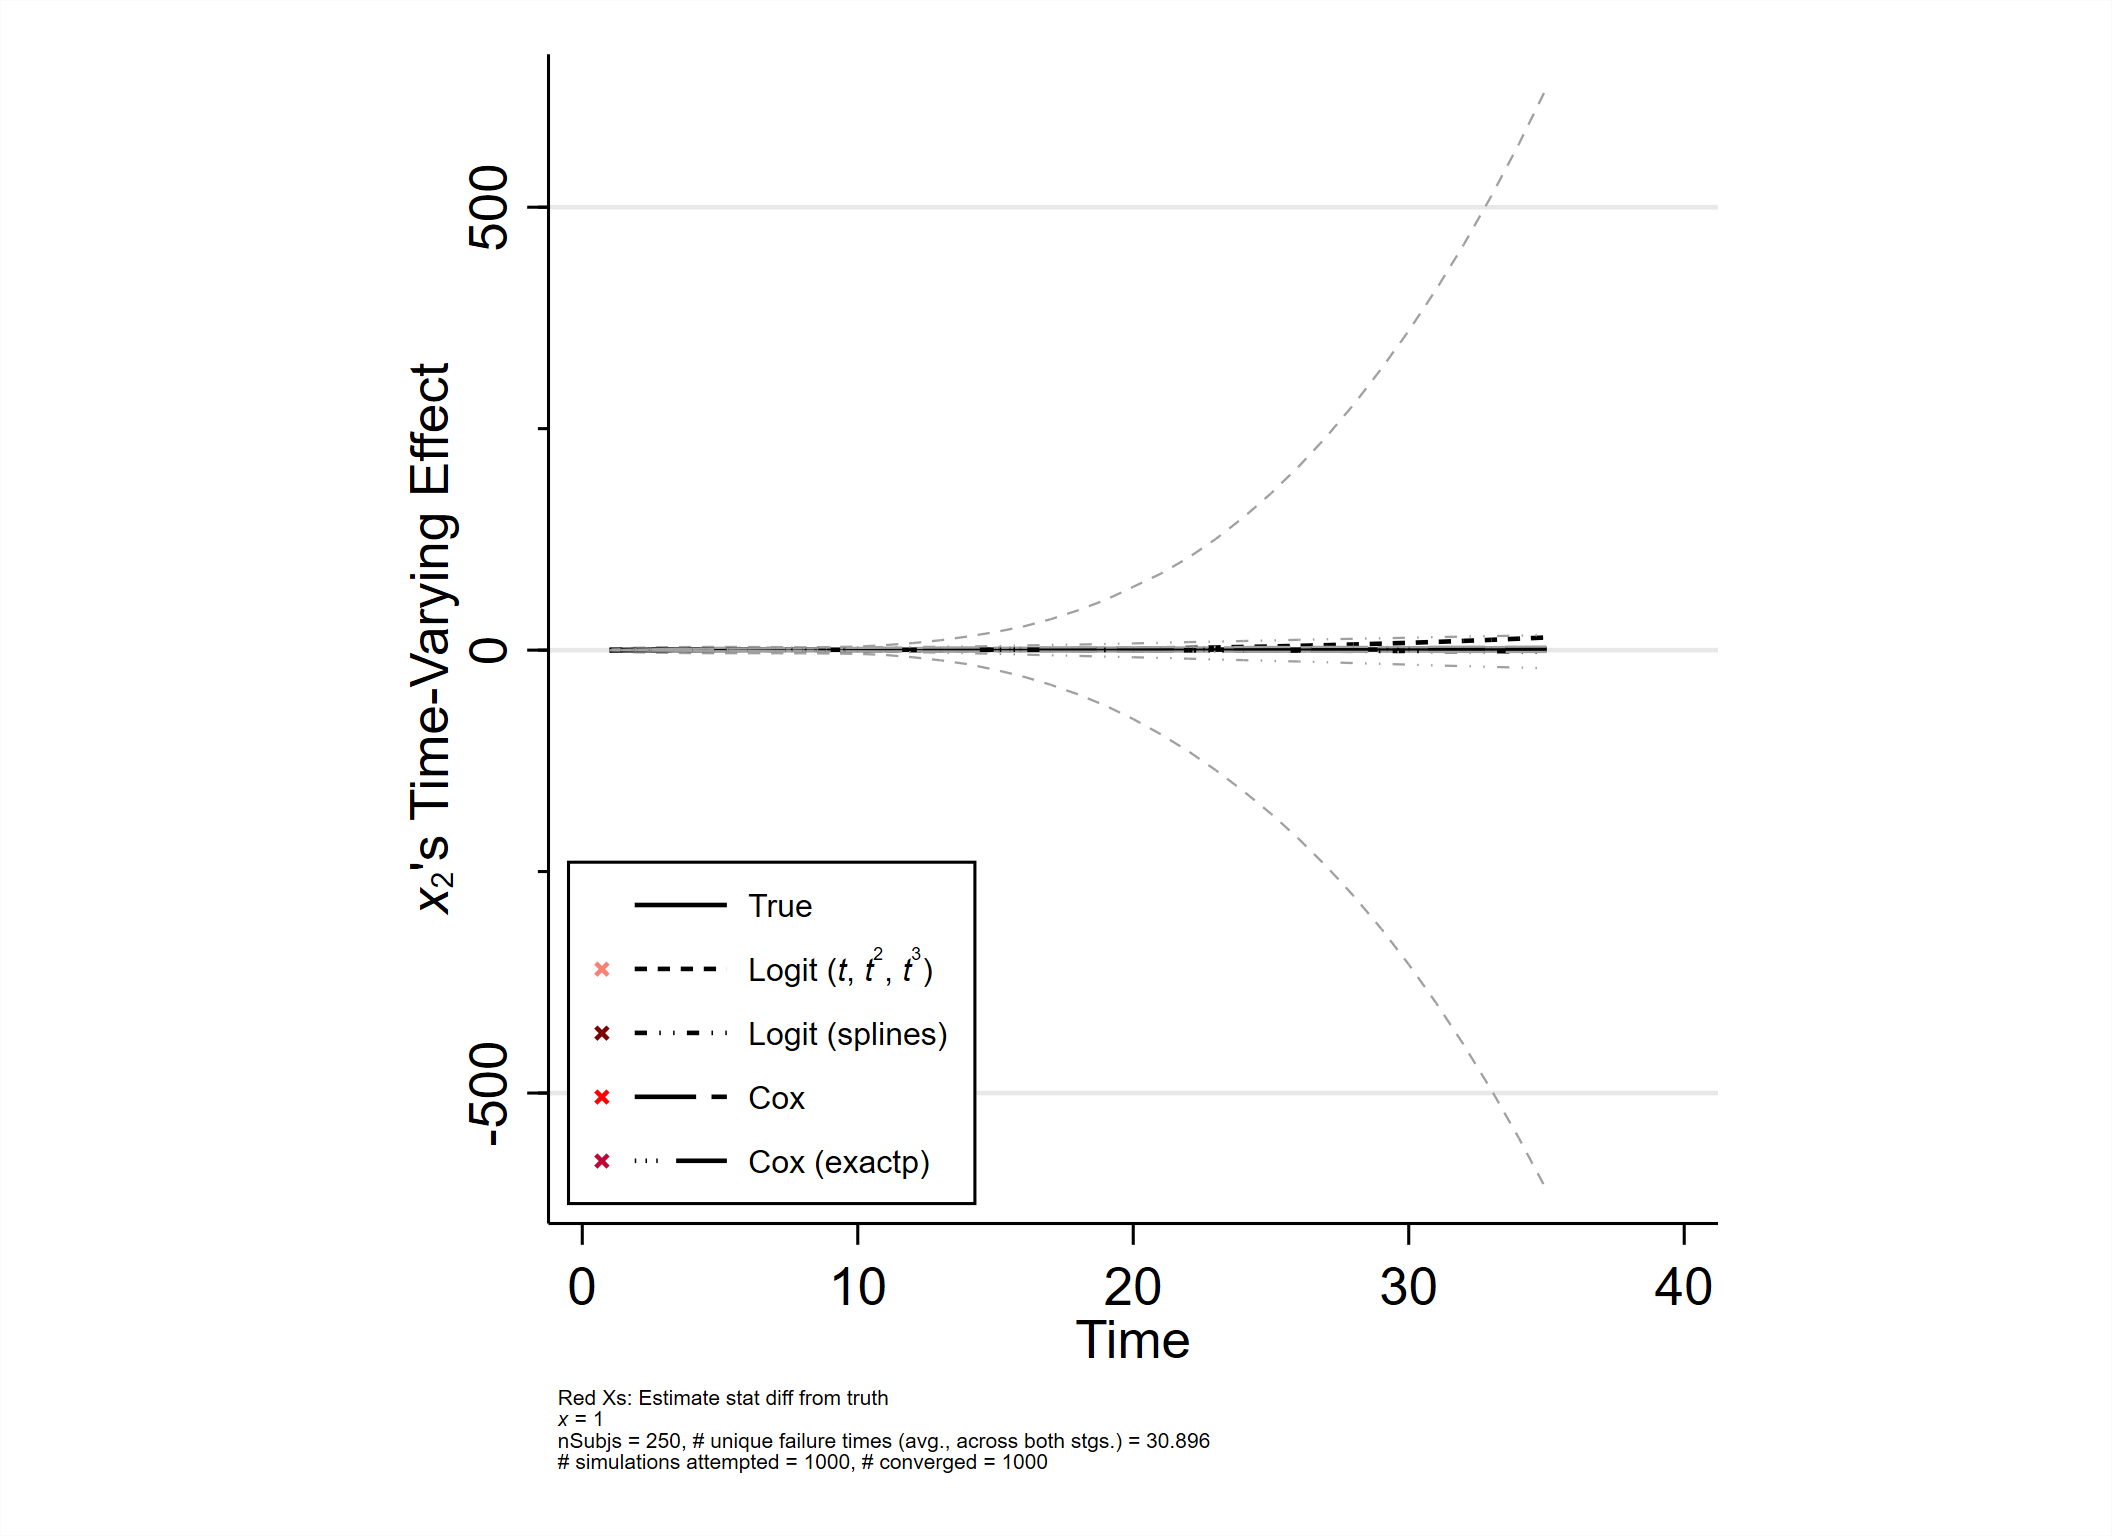 500
0
-500
x₂'s Time-Varying Effect
True
Logit (t, t², t³)
Logit (splines)
Cox
Cox (exactp)
0 10 20 30 40
Time
Red Xs: Estimate stat diff from truth
x = 1
nSubjs = 250, # unique failure times (avg., across both stgs.) = 30.896
# simulations attempted = 1000, # converged = 1000